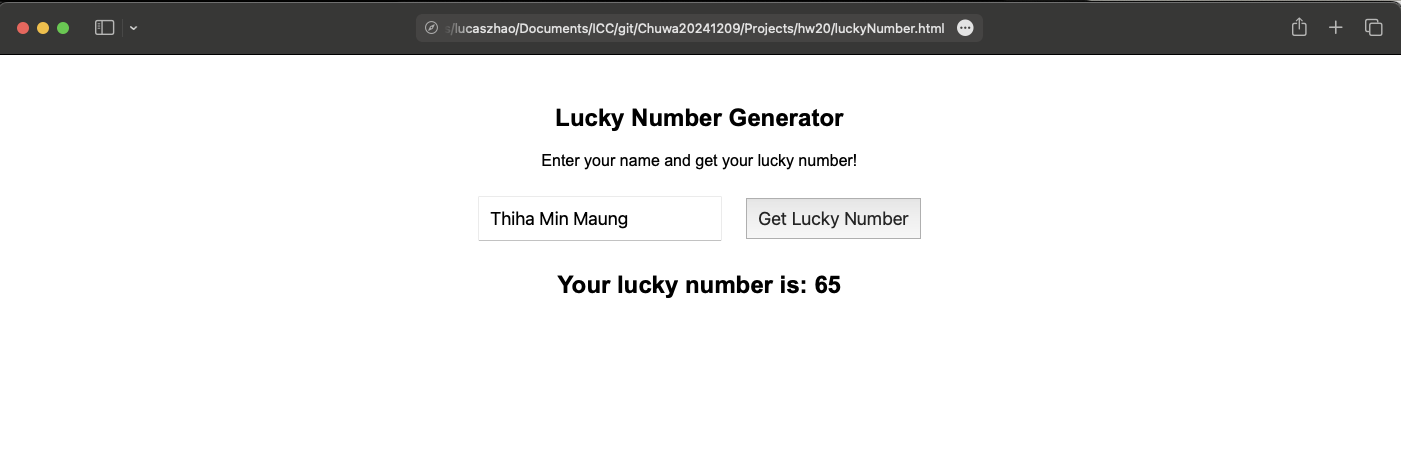 s/lucaszhao/Documents/ICC/git/Chuwa20241209/Projects/hw20/luckyNumber.html
Lucky Number Generator
Enter your name and get your lucky number!
Thiha Min Maung
Get Lucky Number
Your lucky number is: 65